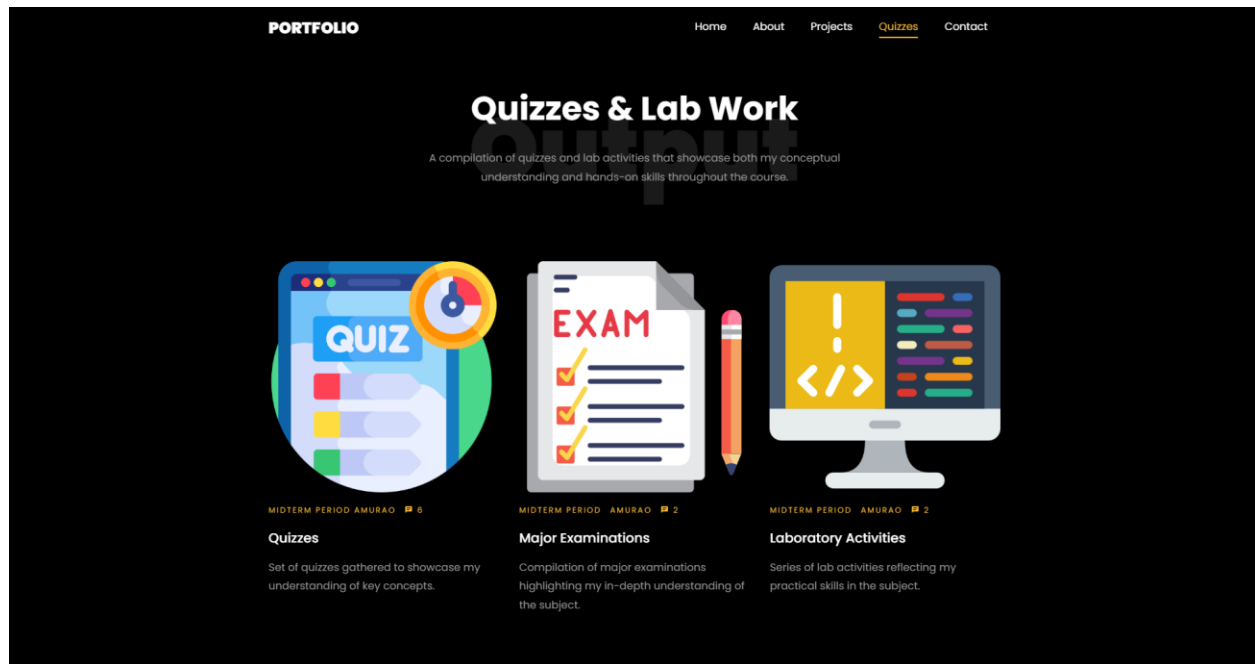 PORTFOLIO
Home About Projects Quizzes Contact
Quizzes & Lab Work
Output
A compilation of quizzes and lab activities that showcase both my conceptual
understanding and hands-on skills throughout the course.
QUIZ
EXAM
</>
MIDTERM PERIOD AMURAO 6
Quizzes
Set of quizzes gathered to showcase my
understanding of key concepts.
MIDTERM PERIOD AMURAO 2
Major Examinations
Compilation of major examinations
highlighting my in-depth understanding of
the subject.
MIDTERM PERIOD AMURAO 2
Laboratory Activities
Series of lab activities reflecting my
practical skills in the subject.